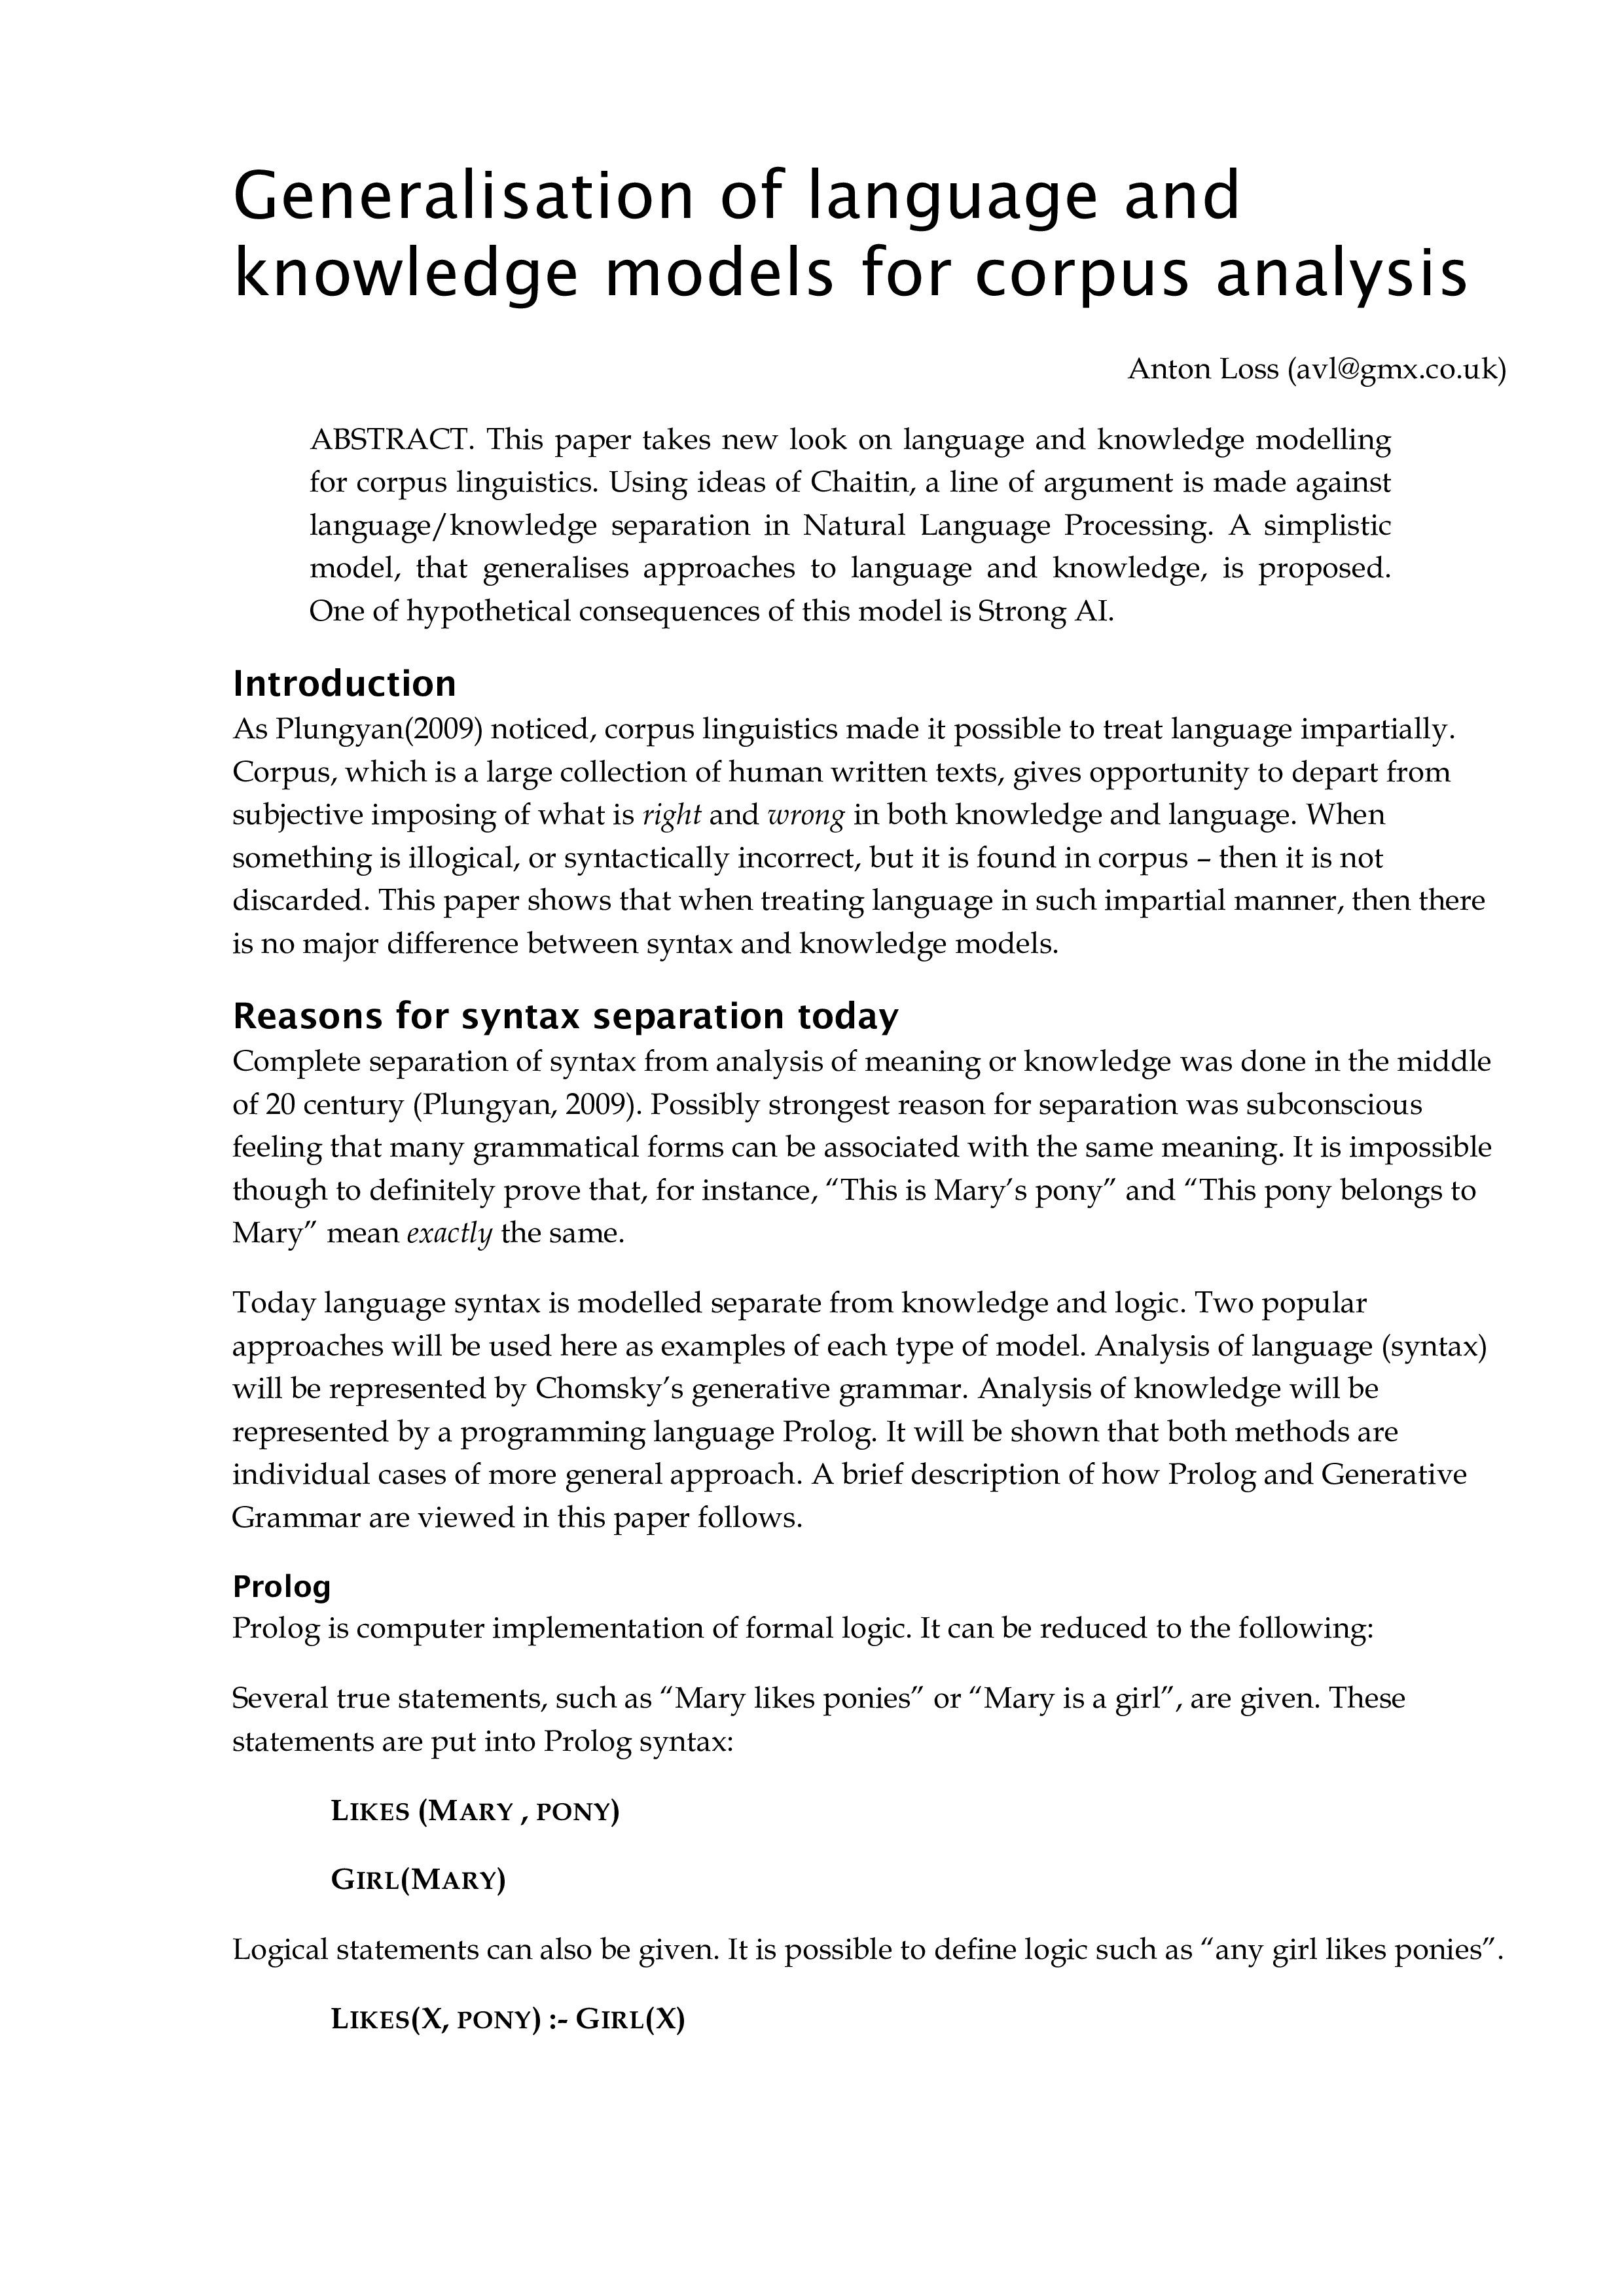 Generalisation of language and
knowledge models for corpus analysis
Anton Loss (avl@gmx.co.uk)
ABSTRACT. This paper takes new look on language and knowledge modelling
for corpus linguistics. Using ideas of Chaitin, a line of argument is made against
language/knowledge separation in Natural Language Processing. A simplistic
model, that generalises approaches to language and knowledge, is proposed.
One of hypothetical consequences of this model is Strong AI.
Introduction
As Plungyan(2009) noticed, corpus linguistics made it possible to treat language impartially.
Corpus, which is a large collection of human written texts, gives opportunity to depart from
subjective imposing of what is right and wrong in both knowledge and language. When
something is illogical, or syntactically incorrect, but it is found in corpus – then it is not
discarded. This paper shows that when treating language in such impartial manner, then there
is no major difference between syntax and knowledge models.
Reasons for syntax separation today
Complete separation of syntax from analysis of meaning or knowledge was done in the middle
of 20 century (Plungyan, 2009). Possibly strongest reason for separation was subconscious
feeling that many grammatical forms can be associated with the same meaning. It is impossible
though to definitely prove that, for instance, “This is Mary’s pony” and “This pony belongs to
Mary” mean exactly the same.
Today language syntax is modelled separate from knowledge and logic. Two popular
approaches will be used here as examples of each type of model. Analysis of language (syntax)
will be represented by Chomsky’s generative grammar. Analysis of knowledge will be
represented by a programming language Prolog. It will be shown that both methods are
individual cases of more general approach. A brief description of how Prolog and Generative
Grammar are viewed in this paper follows.
Prolog
Prolog is computer implementation of formal logic. It can be reduced to the following:
Several true statements, such as “Mary likes ponies” or “Mary is a girl”, are given. These
statements are put into Prolog syntax:
LIKES (MARY , PONY)
GIRL(MARY)
Logical statements can also be given. It is possible to define logic such as “any girl likes ponies”.
LIKES(X, PONY) :- GIRL(X)